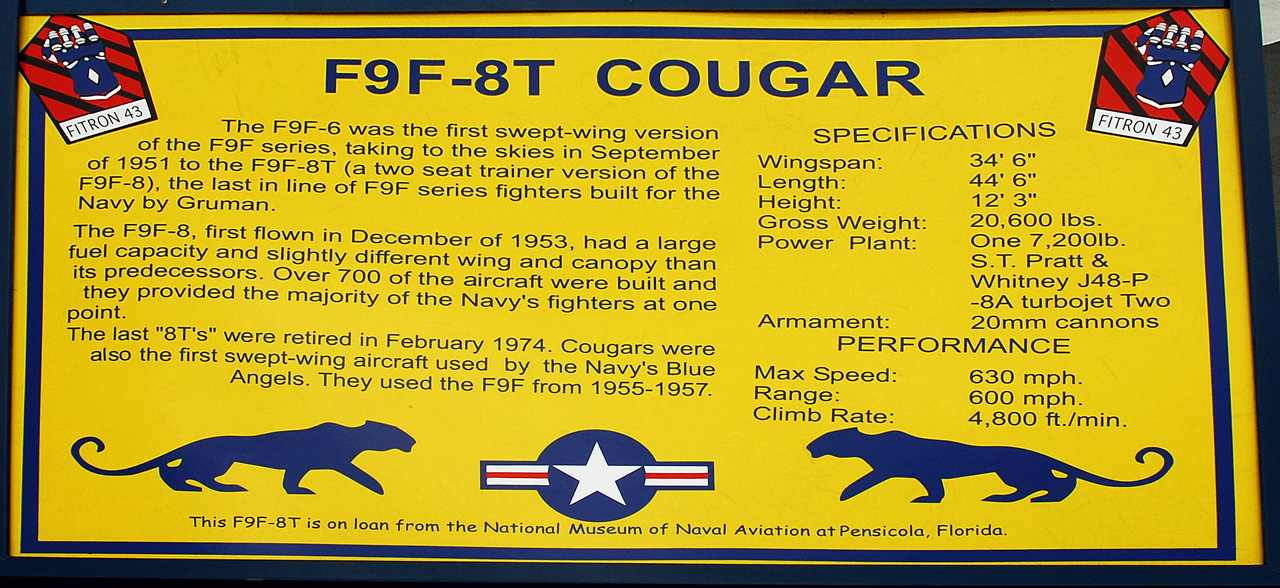 FITRON 43
FITRON 43
F9F-8T COUGAR
The F9F-6 was the first swept-wing version
of the F9F series, taking to the skies in September
of 1951 to the F9F-8T (a two seat trainer version of the
F9F-8), the last in line of F9F series fighters built for the
Navy by Gruman.
The F9F-8, first flown in December of 1953, had a large
fuel capacity and slightly different wing and canopy than
its predecessors. Over 700 of the aircraft were built and
they provided the majority of the Navy's fighters at one
point.
The last "8T's" were retired in February 1974. Cougars were
also the first swept-wing aircraft used by the Navy's Blue
Angels. They used the F9F from 1955-1957.
SPECIFICATIONS
Wingspan: 34' 6"
Length: 44' 6"
Height: 12' 3"
Gross Weight: 20,600 lbs.
Power Plant: One 7,200lb.
S.T. Pratt &
Whitney J48-P
-8A turbojet Two
Armament: 20mm cannons
PERFORMANCE
Max Speed: 630 mph.
Range: 600 mph.
Climb Rate: 4,800 ft./min.
This F9F-8T is on loan from the National Museum of Naval Aviation at Pensicola, Florida.